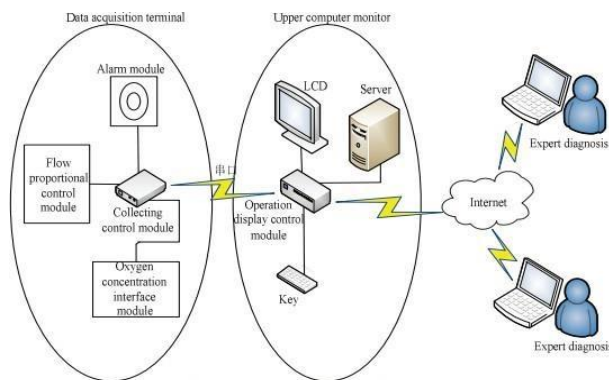 Data acquisition terminal
Upper computer monitor
Alarm module
LCD
Server
Expert diagnosis
Flow
proportional
control
module
串口
Collecting
control module
Operation
display control
module
Internet
Oxygen
concentration
interface
module
Key
Expert diagnosis